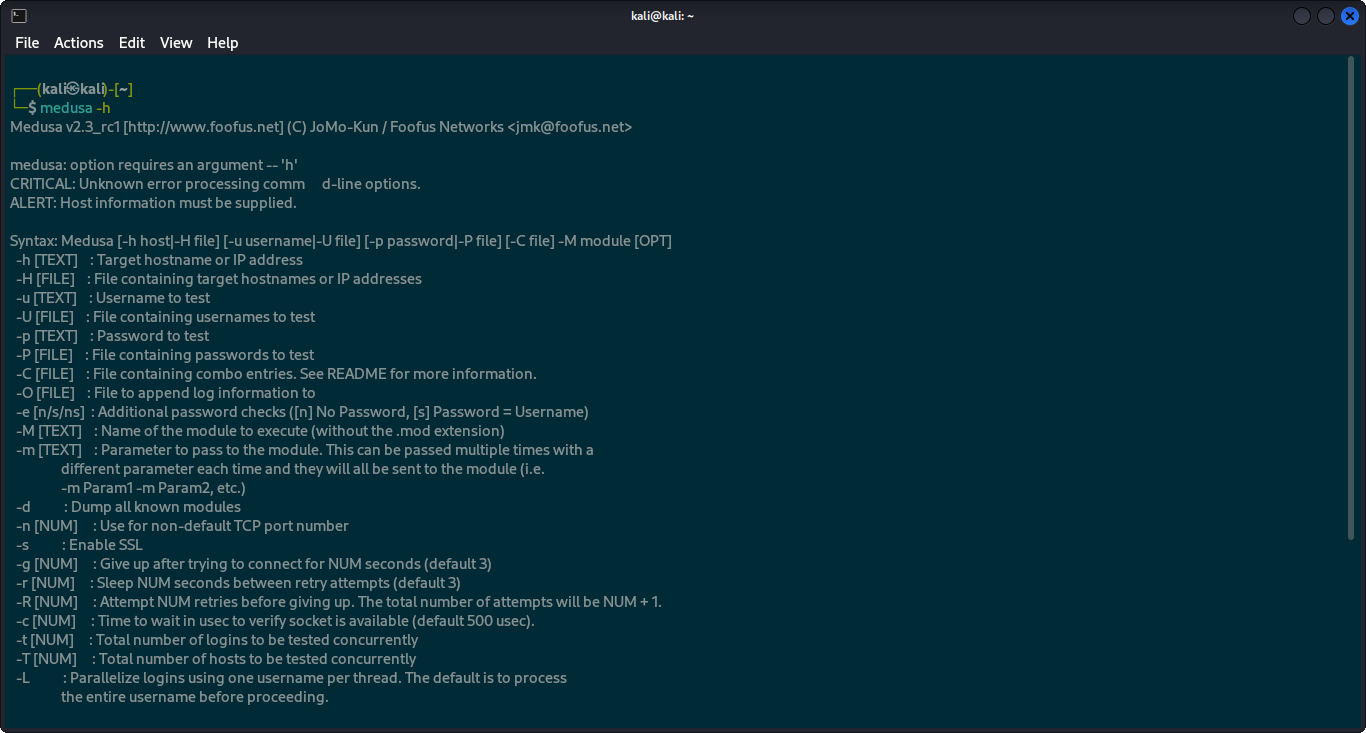 kali@kali: ~
File Actions Edit View Help
┌──(kali㉿kali)-[~]
└─$ medusa -h
Medusa v2.3_rc1 [http://www.foofus.net] (C) JoMo-Kun / Foofus Networks <jmk@foofus.net>
medusa: option requires an argument -- 'h'
CRITICAL: Unknown error processing comm     d-line options.
ALERT: Host information must be supplied.
Syntax: Medusa [-h host|-H file] [-u username|-U file] [-p password|-P file] [-C file] -M module [OPT]
-h [TEXT] : Target hostname or IP address
-H [FILE] : File containing target hostnames or IP addresses
-u [TEXT] : Username to test
-U [FILE] : File containing usernames to test
-p [TEXT] : Password to test
-P [FILE] : File containing passwords to test
-C [FILE] : File containing combo entries. See README for more information.
-O [FILE] : File to append log information to
-e [n/s/ns] : Additional password checks ([n] No Password, [s] Password = Username)
-M [TEXT] : Name of the module to execute (without the .mod extension)
-m [TEXT] : Parameter to pass to the module. This can be passed multiple times with a
different parameter each time and they will all be sent to the module (i.e.
-m Param1 -m Param2, etc.)
-d : Dump all known modules
-n [NUM] : Use for non-default TCP port number
-s : Enable SSL
-g [NUM] : Give up after trying to connect for NUM seconds (default 3)
-r [NUM] : Sleep NUM seconds between retry attempts (default 3)
-R [NUM] : Attempt NUM retries before giving up. The total number of attempts will be NUM + 1.
-c [NUM] : Time to wait in usec to verify socket is available (default 500 usec).
-t [NUM] : Total number of logins to be tested concurrently
-T [NUM] : Total number of hosts to be tested concurrently
-L : Parallelize logins using one username per thread. The default is to process
the entire username before proceeding.